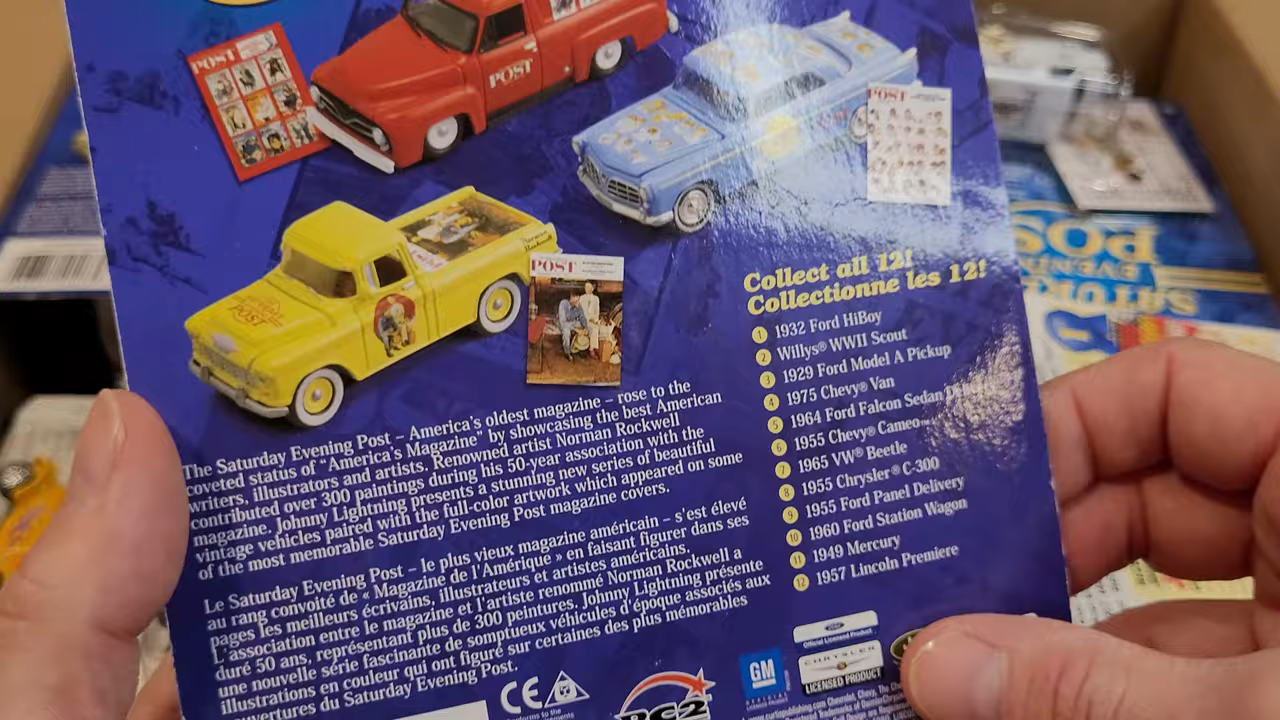 POST
POST
POST
POST
POST
Collect all 12!
Collectionne les 12!
1 1932 Ford HiBoy
2 Willys® WWII Scout
3 1929 Ford Model A Pickup
4 1975 Chevy® Van
5 1964 Ford Falcon Sedan
6 1955 Chevy® Cameo™
7 1965 VW® Beetle
8 1955 Chrysler® C-300
9 1955 Ford Panel Delivery
10 1960 Ford Station Wagon
11 1949 Mercury
12 1957 Lincoln Premiere
The Saturday Evening Post – America's oldest magazine – rose to the
coveted status of "America's Magazine" by showcasing the best American
writers, illustrators and artists. Renowned artist Norman Rockwell
contributed over 300 paintings during his 50-year association with the
magazine. Johnny Lightning presents a stunning new series of beautiful
vintage vehicles paired with the full-color artwork which appeared on some
of the most memorable Saturday Evening Post magazine covers.
Le Saturday Evening Post – le plus vieux magazine américain – s'est élevé
au rang convoité de « Magazine de l'Amérique » en faisant figurer dans ses
pages les meilleurs écrivains, illustrateurs et artistes américains.
L'association entre le magazine et l'artiste renommé Norman Rockwell a
duré 50 ans, représentant plus de 300 peintures. Johnny Lightning présente
une nouvelle série fascinante de somptueux véhicules d'époque associés aux
illustrations en couleur qui ont figuré sur certaines des plus mémorables
ouvertures du Saturday Evening Post.
CE
RC2
GM
Ford
Official Licensed Product
CHRYSLER
LICENSED PRODUCT
SATUR
EVENIN
POS